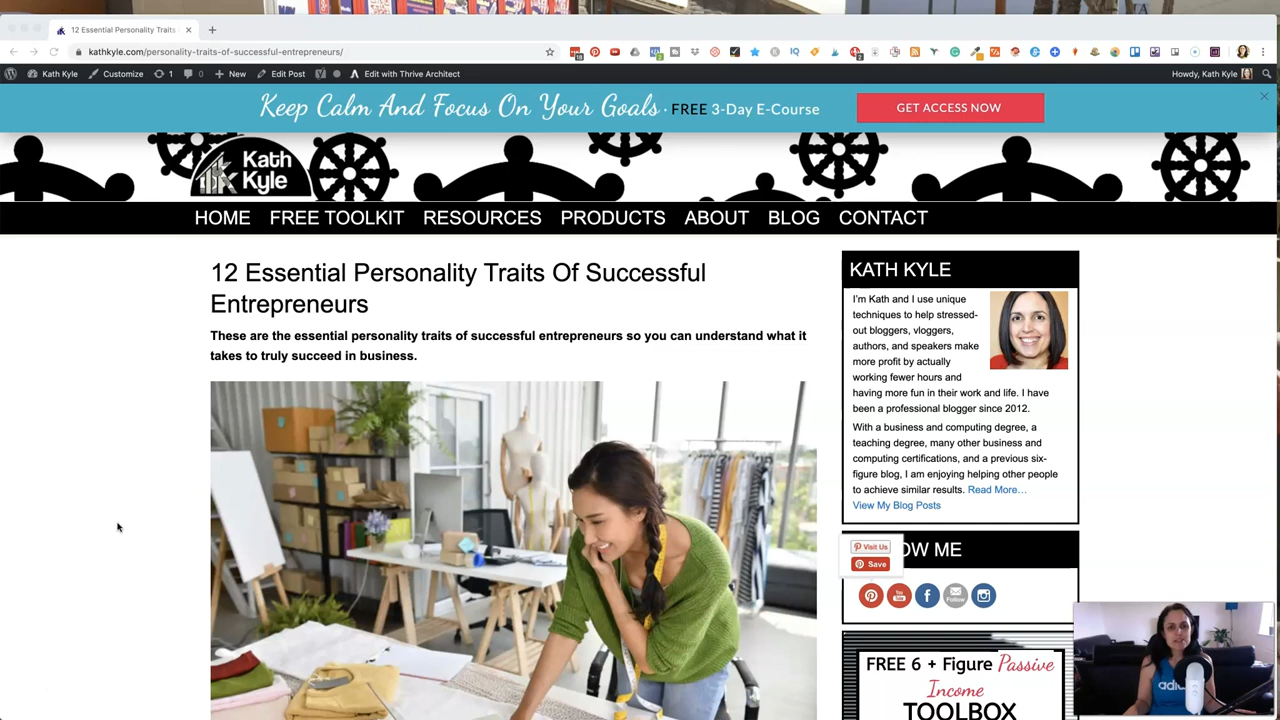 12 Essential Personality Traits
kathkyle.com/personality-traits-of-successful-entrepreneurs/
Kath Kyle
Customize
1
0
New
Edit Post
Edit with Thrive Architect
Howdy, Kath Kyle
Keep Calm And Focus On Your Goals · FREE 3-Day E-Course
GET ACCESS NOW
Kath
Kyle
HOME FREE TOOLKIT RESOURCES PRODUCTS ABOUT BLOG CONTACT
12 Essential Personality Traits Of Successful
Entrepreneurs
These are the essential personality traits of successful entrepreneurs so you can understand what it
takes to truly succeed in business.
KATH KYLE
I'm Kath and I use unique
techniques to help stressed-
out bloggers, vloggers,
authors, and speakers make
more profit by actually
working fewer hours and
having more fun in their work and life. I have
been a professional blogger since 2012.
With a business and computing degree, a
teaching degree, many other business and
computing certifications, and a previous six-
figure blog, I am enjoying helping other people
to achieve similar results. Read More...
View My Blog Posts
Visit Us
Save
OW ME
Follow
FREE 6 + Figure Passive
Income
TOOLBOX